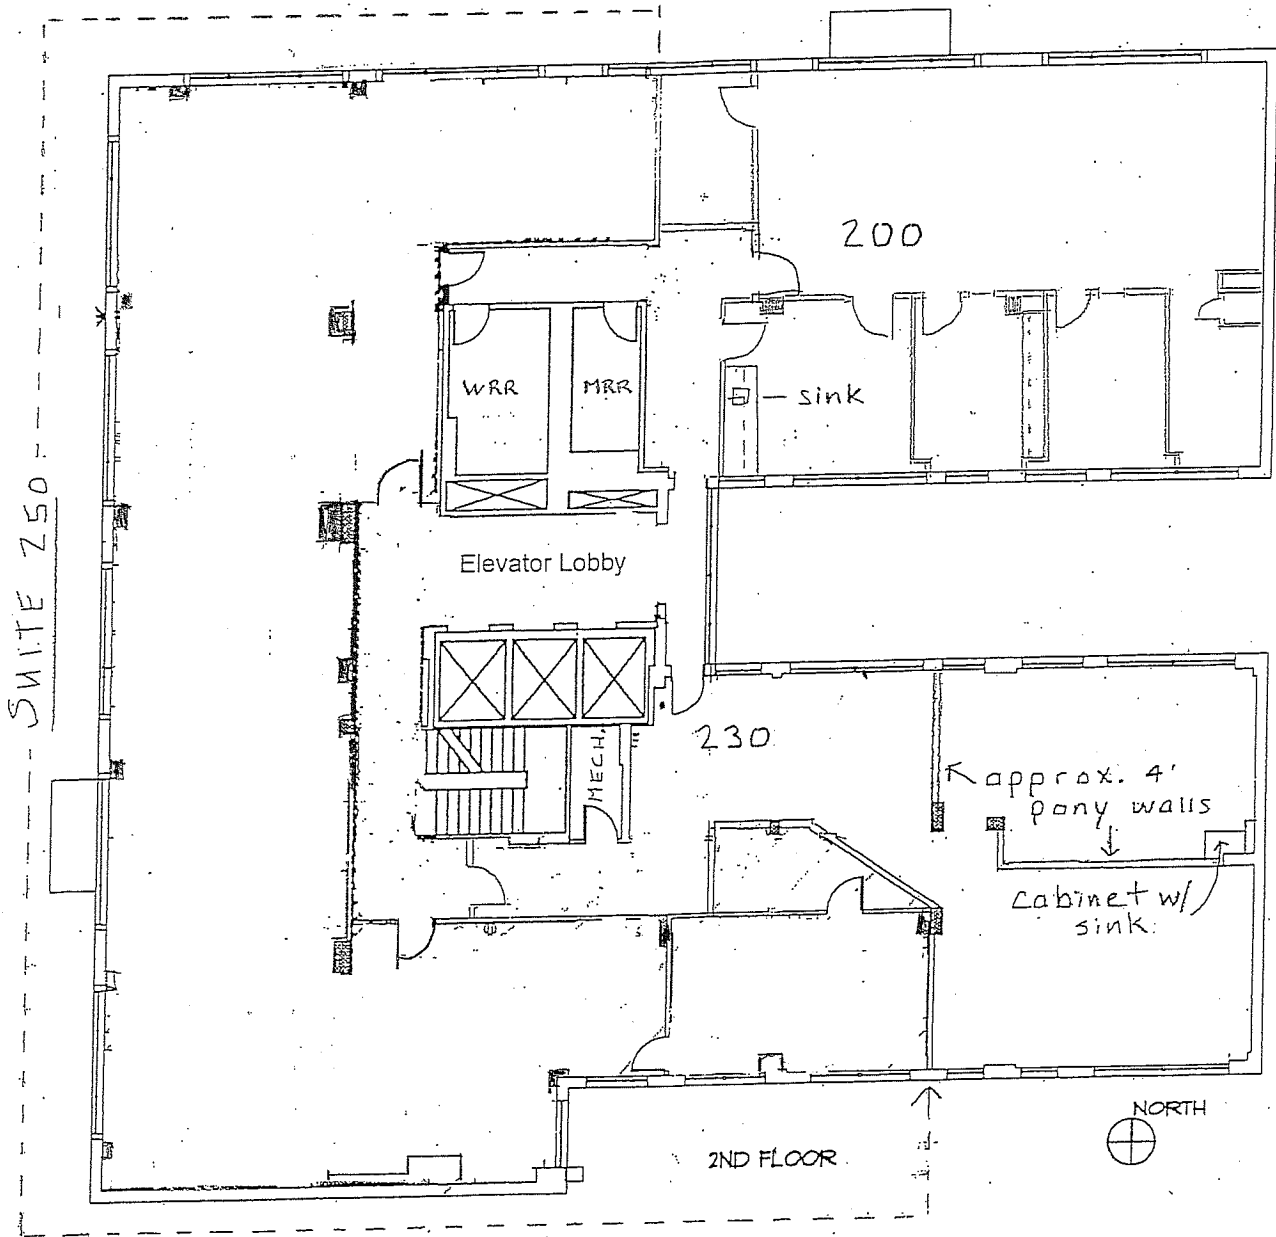 200
WRR
MRR
– sink
SUITE 250
Elevator Lobby
230
MECH.
approx. 4'
pony walls
cabinet w/
sink
NORTH
2ND FLOOR